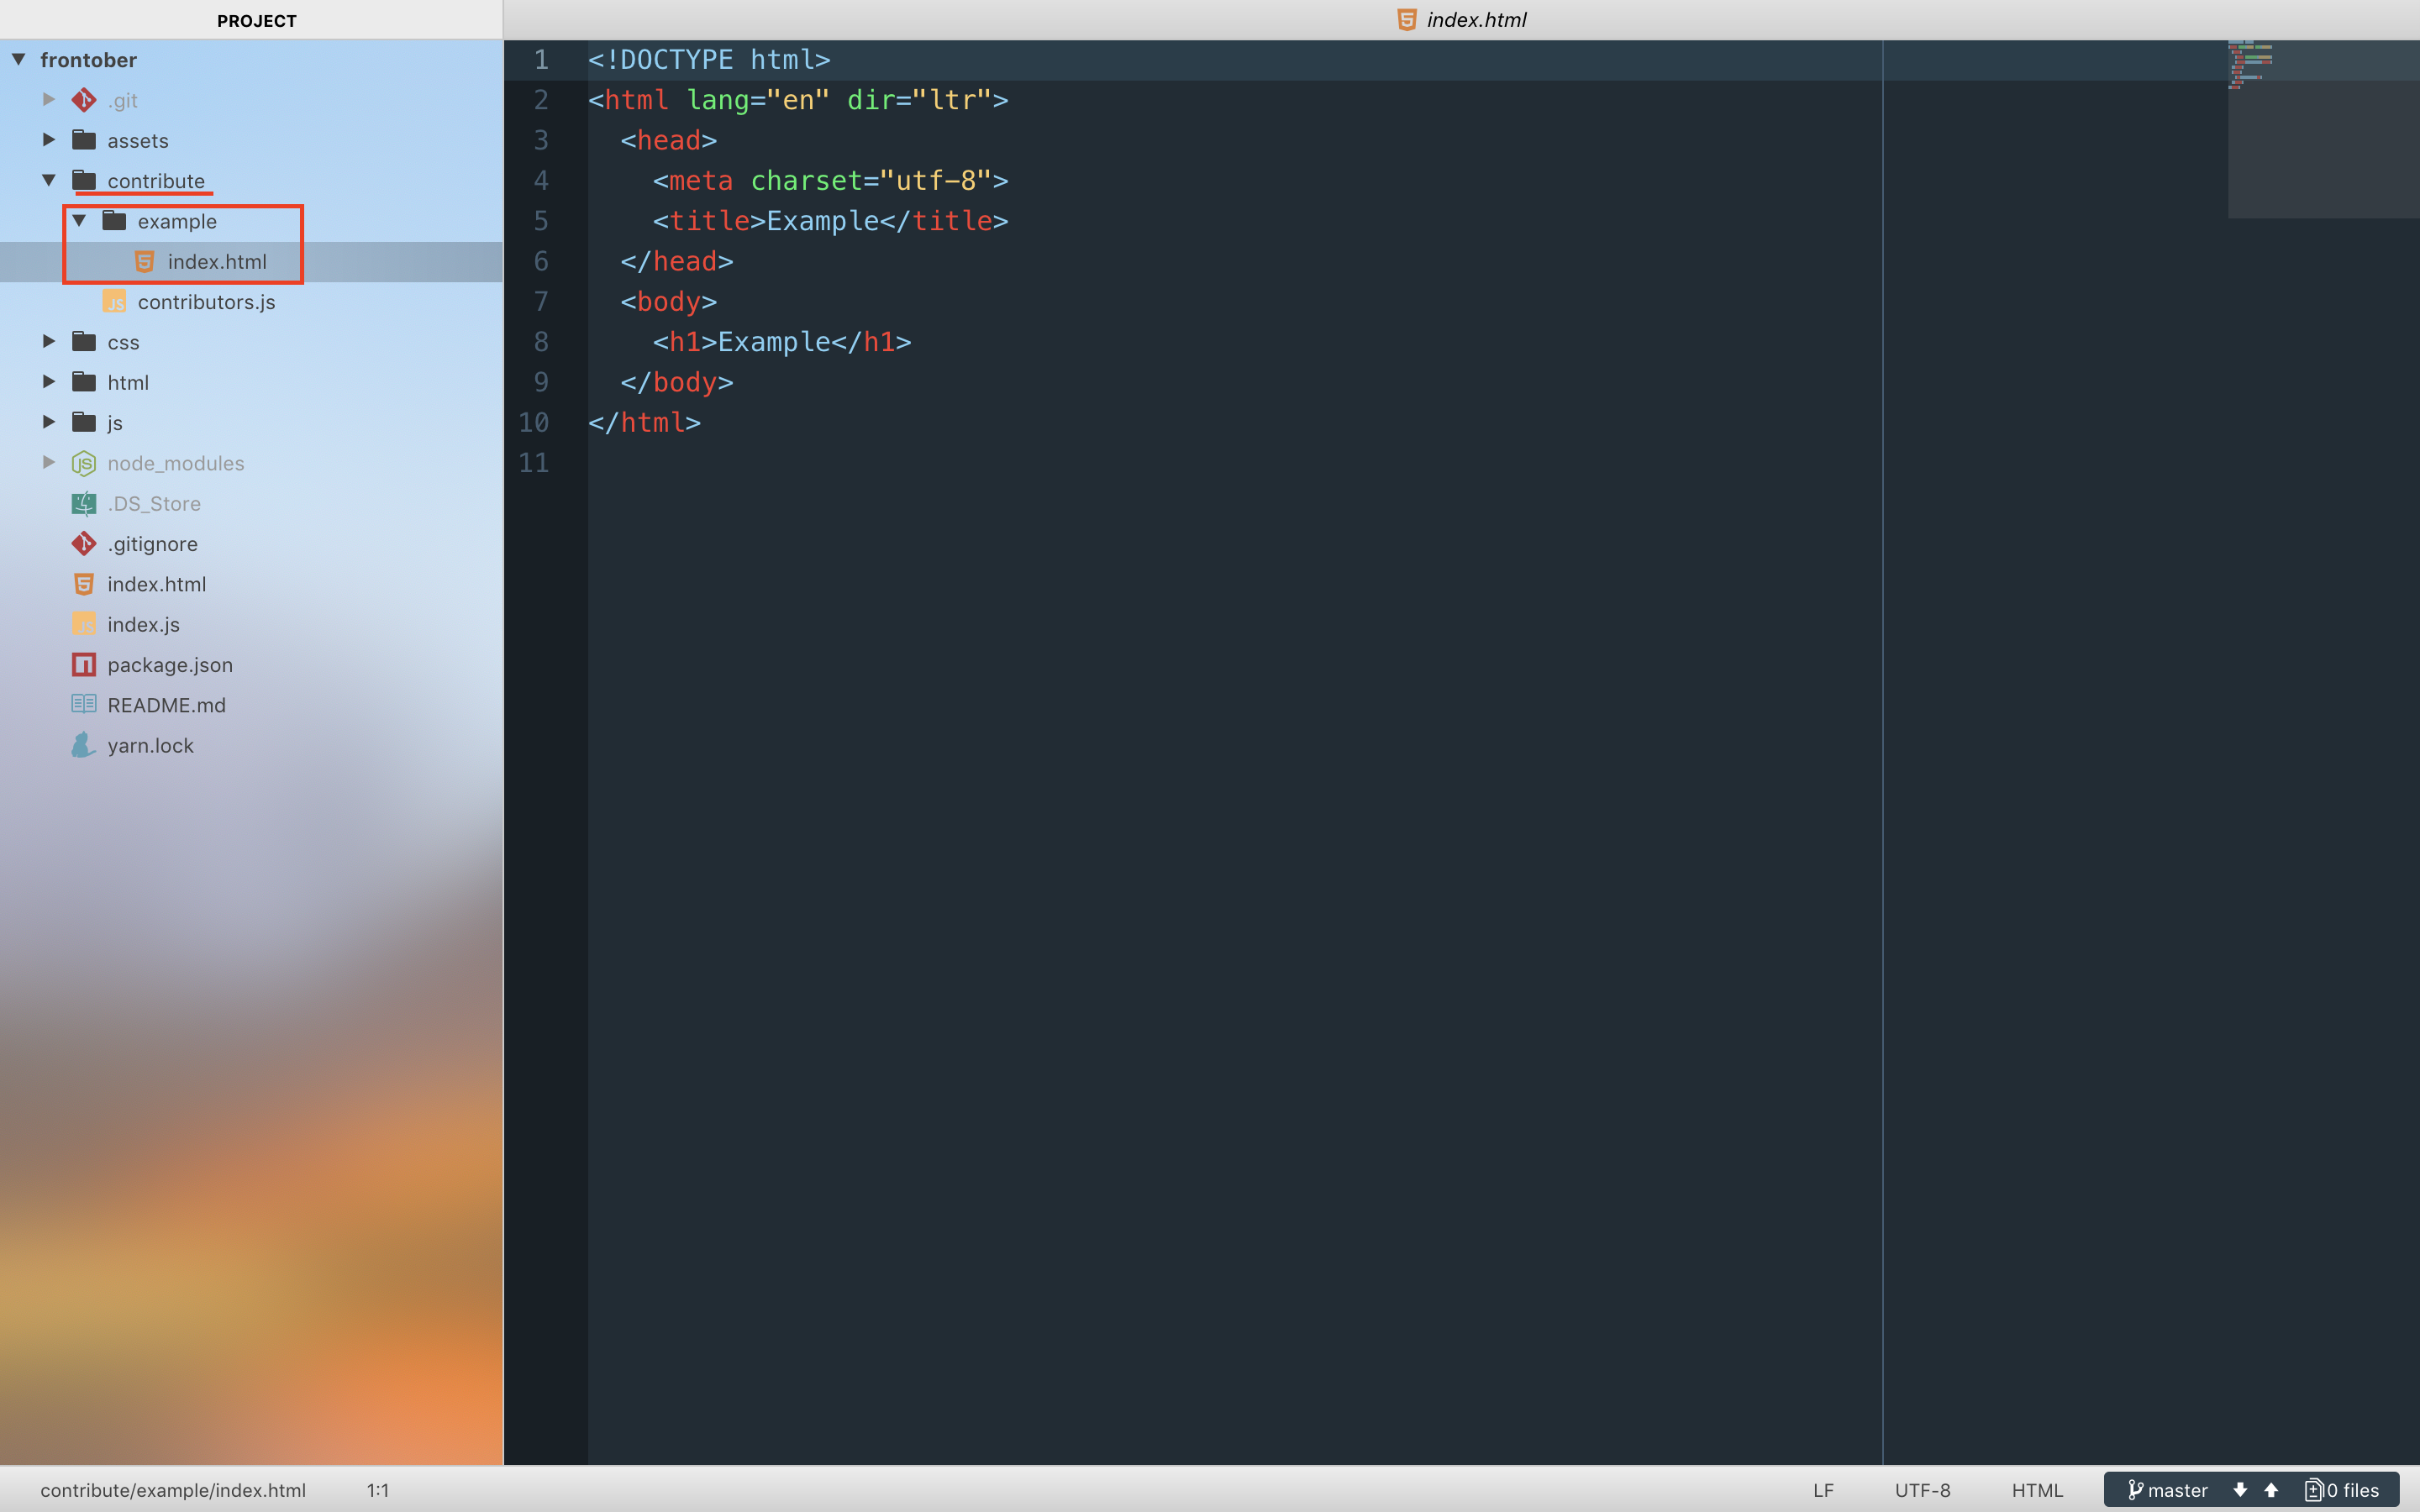 PROJECT
frontober
.git
assets
contribute
example
index.html
contributors.js
css
html
js
node_modules
.DS_Store
.gitignore
index.html
index.js
package.json
README.md
yarn.lock
index.html
1 <!DOCTYPE html>
2 <html lang="en" dir="ltr">
3 <head>
4 <meta charset="utf-8">
5 <title>Example</title>
6 </head>
7 <body>
8 <h1>Example</h1>
9 </body>
10 </html>
11
contribute/example/index.html 1:1 LF UTF-8 HTML master 0 files